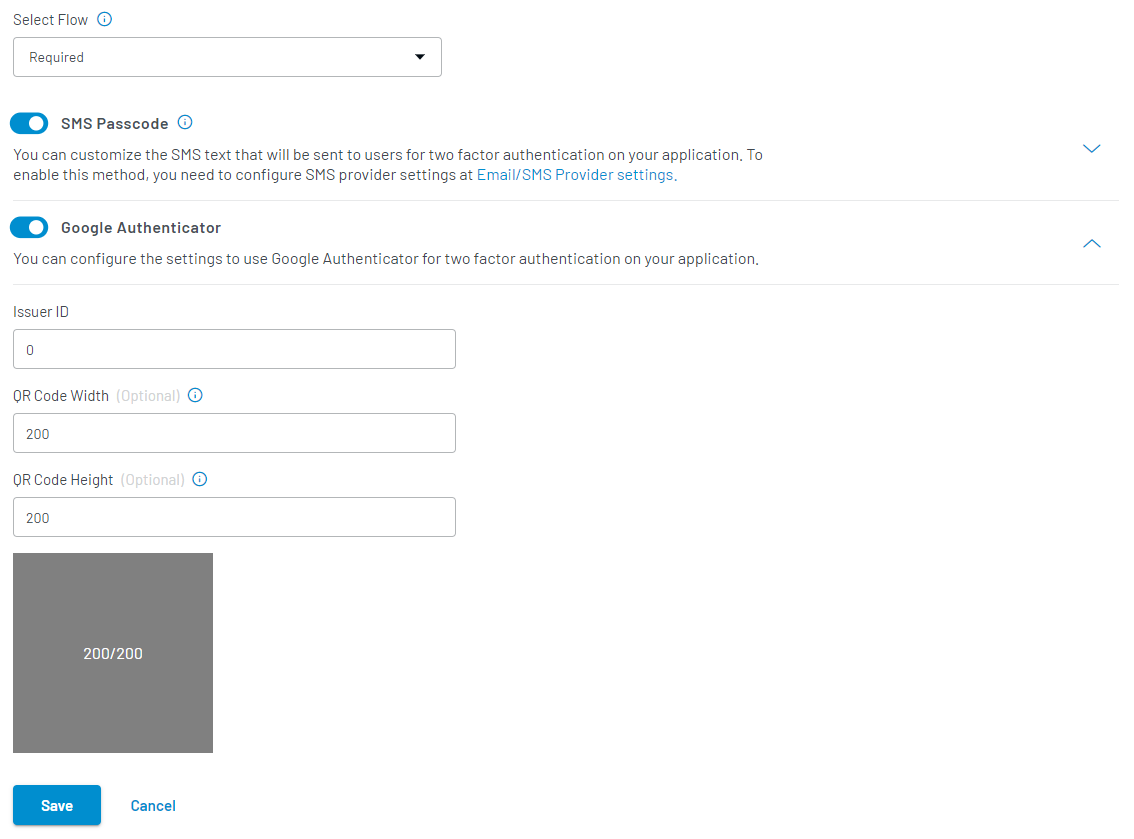 Select Flow
Required
SMS Passcode
You can customize the SMS text that will be sent to users for two factor authentication on your application. To
enable this method, you need to configure SMS provider settings at Email/SMS Provider settings.
Google Authenticator
You can configure the settings to use Google Authenticator for two factor authentication on your application.
Issuer ID
0
QR Code Width (Optional)
200
QR Code Height (Optional)
200
200/200
Save Cancel